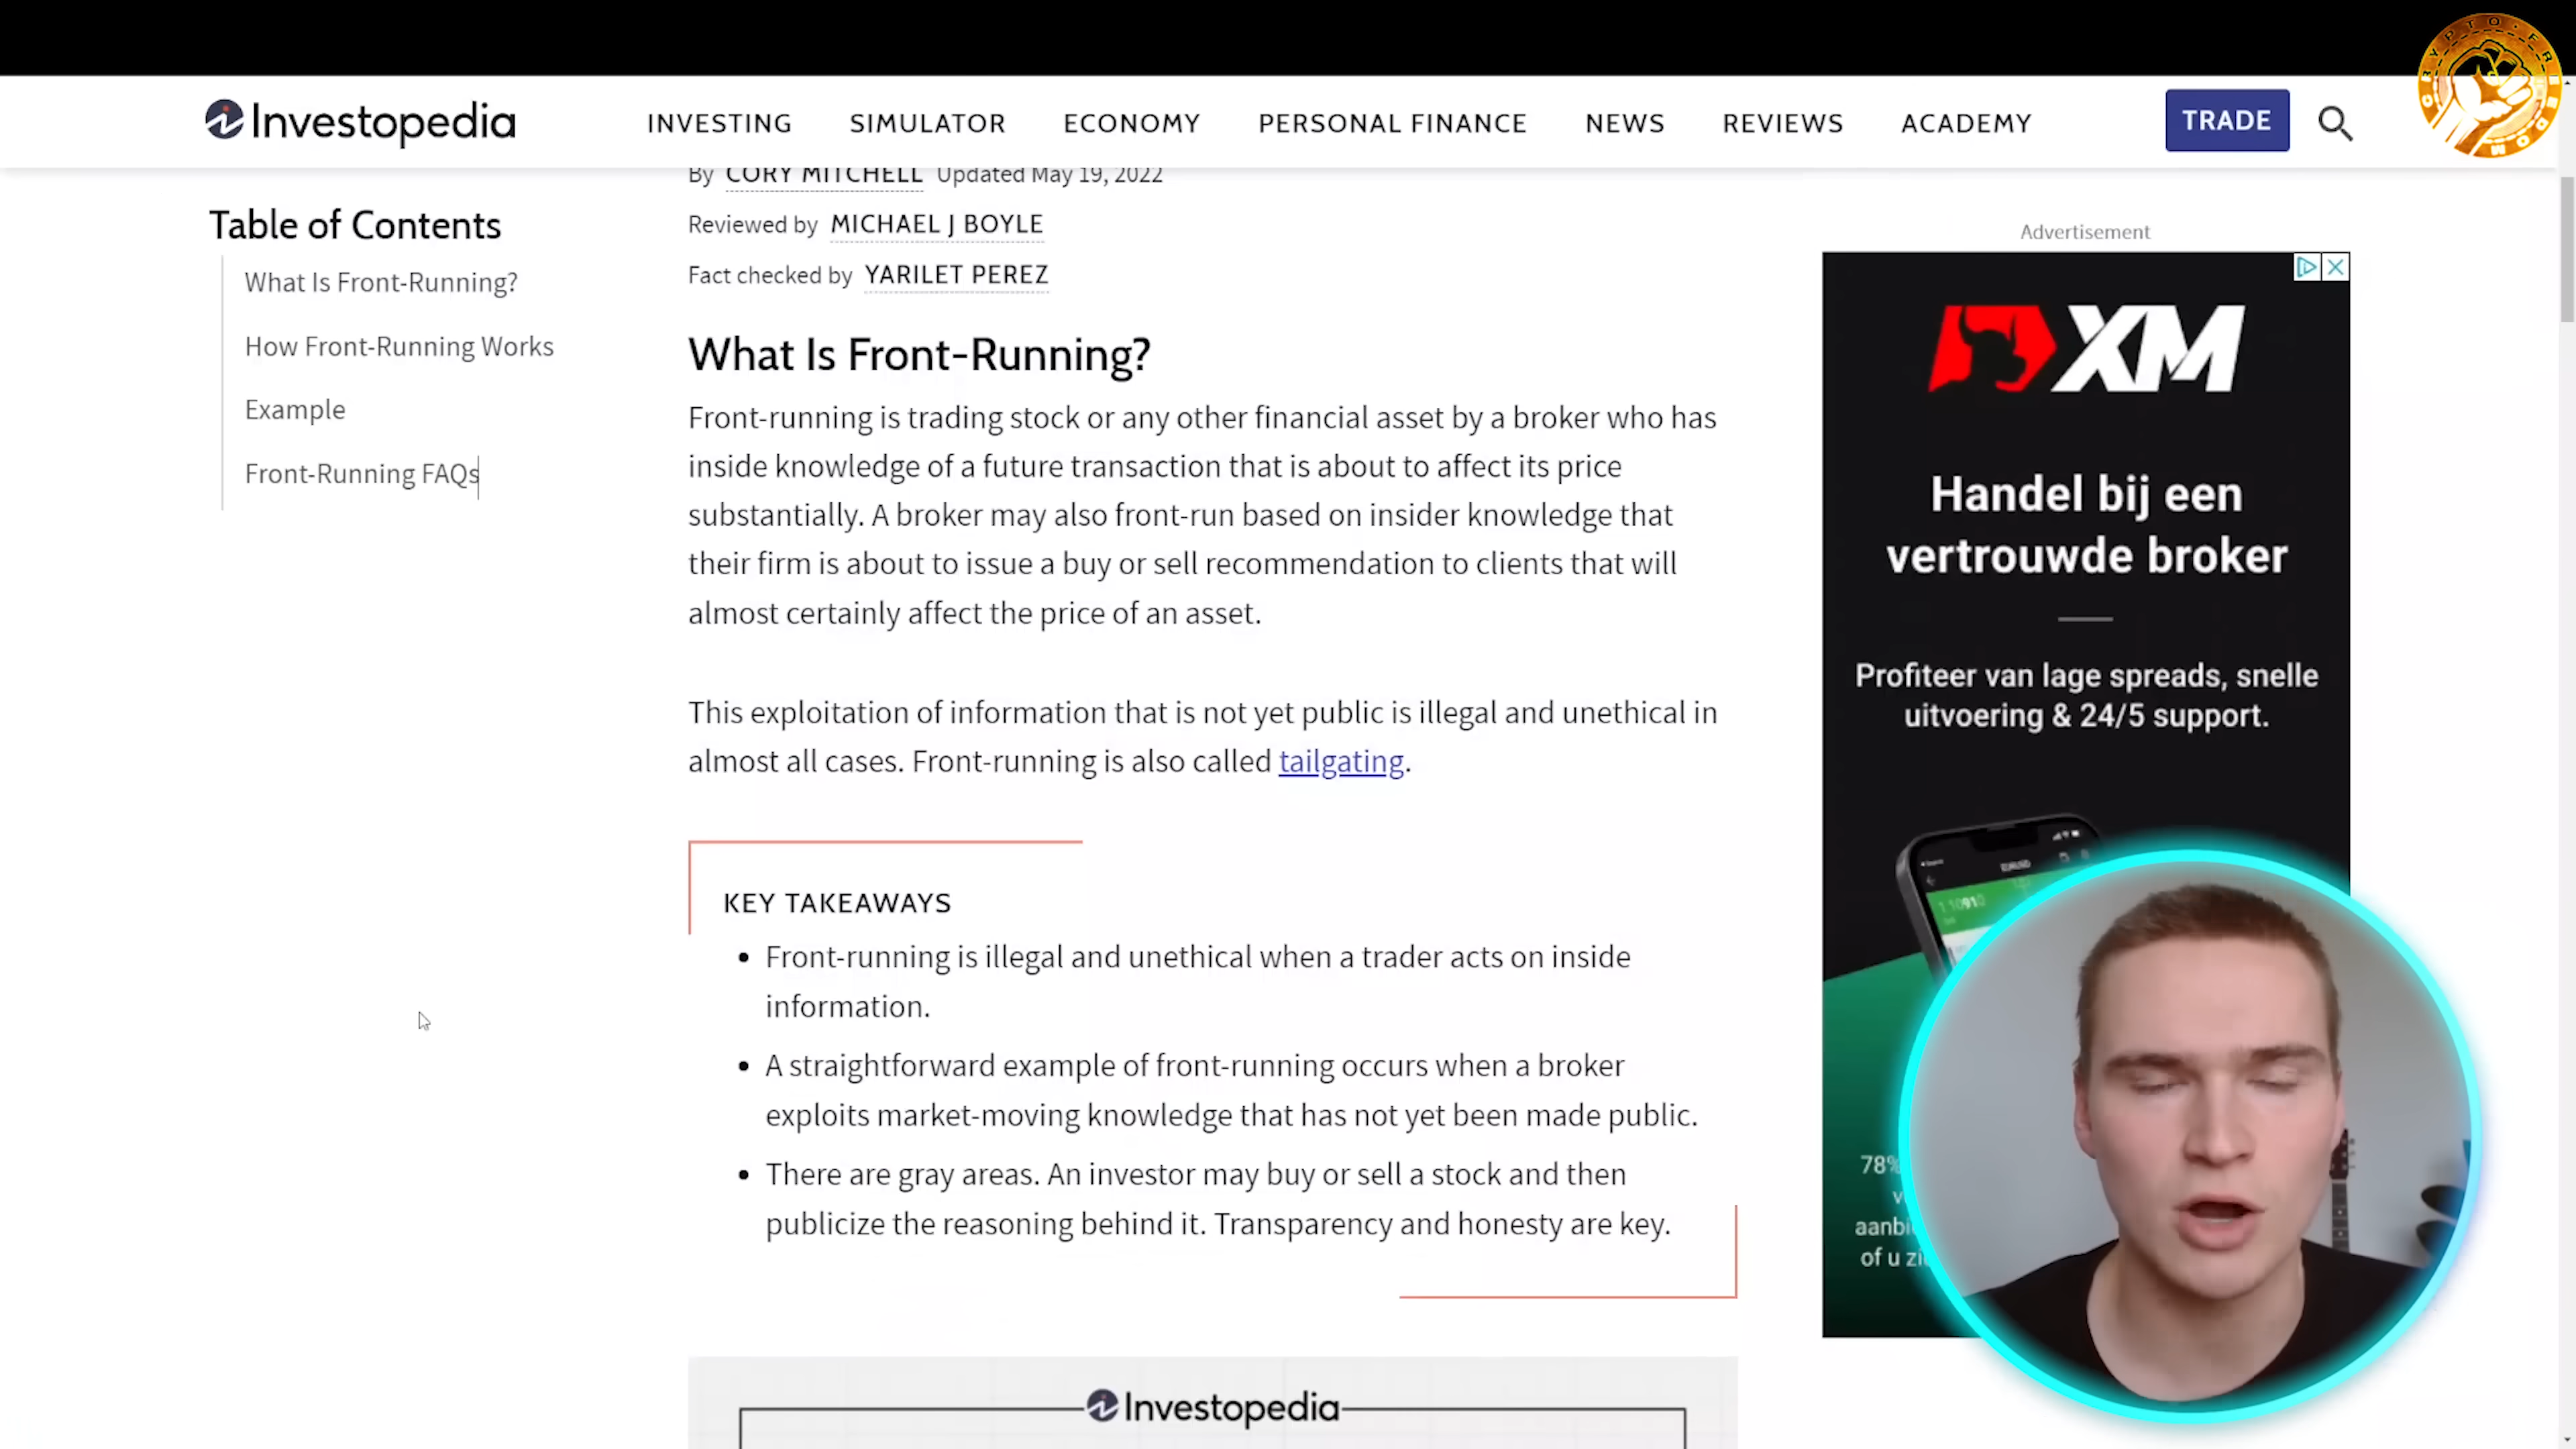 CRYPTO FREEDOM
Investopedia
INVESTING SIMULATOR ECONOMY PERSONAL FINANCE NEWS REVIEWS ACADEMY TRADE
By CORY MITCHELL Updated May 19, 2022
Reviewed by MICHAEL J BOYLE
Fact checked by YARILET PEREZ
Table of Contents
What Is Front-Running?
How Front-Running Works
Example
Front-Running FAQs
What Is Front-Running?
Front-running is trading stock or any other financial asset by a broker who has
inside knowledge of a future transaction that is about to affect its price
substantially. A broker may also front-run based on insider knowledge that
their firm is about to issue a buy or sell recommendation to clients that will
almost certainly affect the price of an asset.
This exploitation of information that is not yet public is illegal and unethical in
almost all cases. Front-running is also called tailgating.
KEY TAKEAWAYS
• Front-running is illegal and unethical when a trader acts on inside
information.
• A straightforward example of front-running occurs when a broker
exploits market-moving knowledge that has not yet been made public.
• There are gray areas. An investor may buy or sell a stock and then
publicize the reasoning behind it. Transparency and honesty are key.
Investopedia
Advertisement
XM
Handel bij een
vertrouwde broker
Profiteer van lage spreads, snelle
uitvoering & 24/5 support.
78%
of u